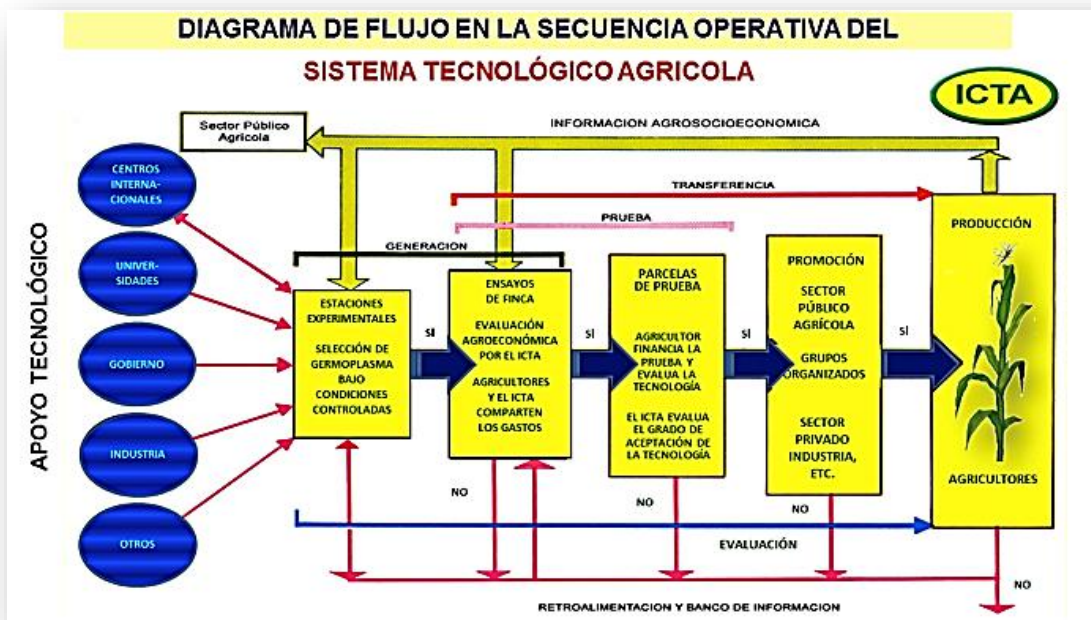 DIAGRAMA DE FLUJO EN LA SECUENCIA OPERATIVA DEL
SISTEMA TECNOLÓGICO AGRICOLA
ICTA
Sector Público
Agrícola
INFORMACION AGROSOCIOECONOMICA
TRANSFERENCIA
PRUEBA
GENERACION
APOYO TECNOLÓGICO
CENTROS
INTERNA-
CIONALES
UNIVER-
SIDADES
GOBIERNO
INDUSTRIA
OTROS
ESTACIONES
EXPERIMENTALES
SELECCIÓN DE
GERMOPLASMA
BAJO
CONDICIONES
CONTROLADAS
SÍ
ENSAYOS
DE FINCA
EVALUACIÓN
AGROECONÓMICA
POR EL ICTA
AGRICULTORES
Y EL ICTA
COMPARTEN
LOS GASTOS
SÍ
PARCELAS
DE PRUEBA
AGRICULTOR
FINANCIA LA
PRUEBA Y
EVALUA LA
TECNOLOGÍA
EL ICTA EVALUA
EL GRADO DE
ACEPTACIÓN DE
LA TECNOLOGÍA
SÍ
PROMOCIÓN
SECTOR
PÚBLICO
AGRÍCOLA
GRUPOS
ORGANIZADOS
SECTOR
PRIVADO
INDUSTRIA,
ETC.
SÍ
PRODUCCIÓN
AGRICULTORES
NO
NO
NO
NO
EVALUACIÓN
RETROALIMENTACION Y BANCO DE INFORMACION